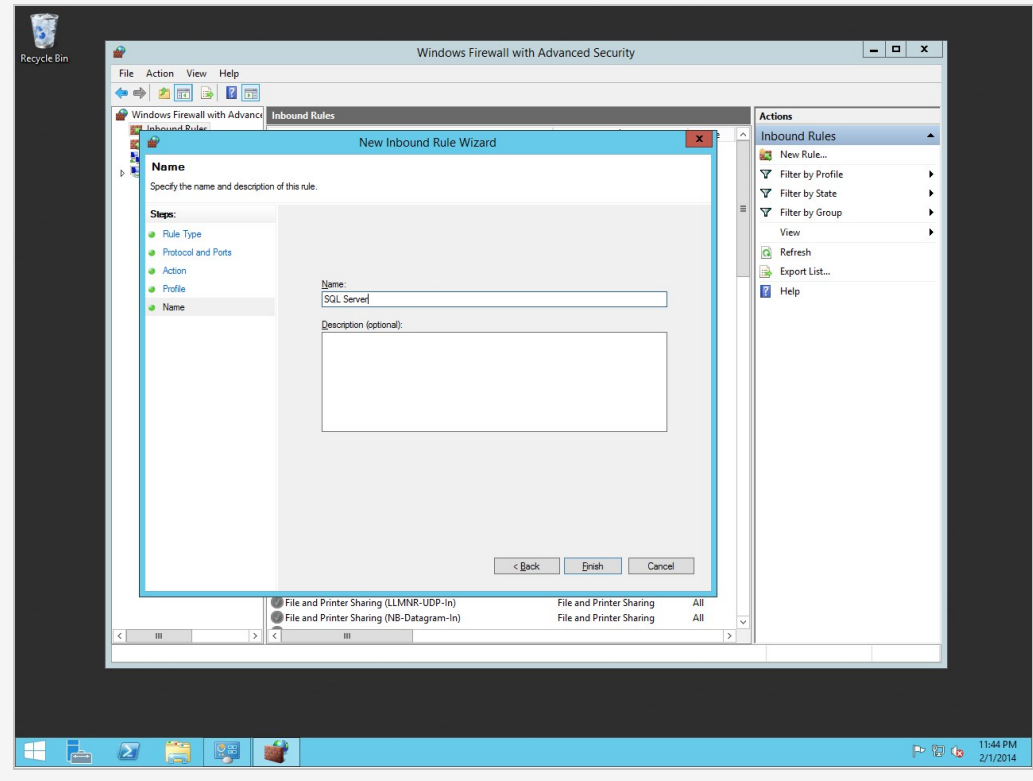 Recycle Bin
Windows Firewall with Advanced Security
File Action View Help
Windows Firewall with Advance
Inbound Rules
Inbound Rules
New Inbound Rule Wizard
Name
Specify the name and description of this rule.
Steps:
Rule Type
Protocol and Ports
Action
Profile
Name
Name:
SQL Server
Description (optional):
< Back
Finish
Cancel
File and Printer Sharing (LLMNR-UDP-In) File and Printer Sharing All
File and Printer Sharing (NB-Datagram-In) File and Printer Sharing All
Actions
Inbound Rules
New Rule...
Filter by Profile
Filter by State
Filter by Group
View
Refresh
Export List...
Help
11:44 PM
2/1/2014